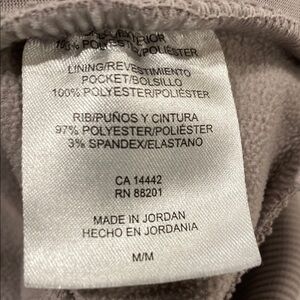 100% POLYESTER/POLIÉSTER
LINING/REVESTIMIENTO
POCKET/BOLSILLO
100% POLYESTER/POLIÉSTER
RIB/PUÑOS Y CINTURA
97% POLYESTER/POLIÉSTER
3% SPANDEX/ELASTANO
CA 14442
RN 88201
MADE IN JORDAN
HECHO EN JORDANIA
M/M